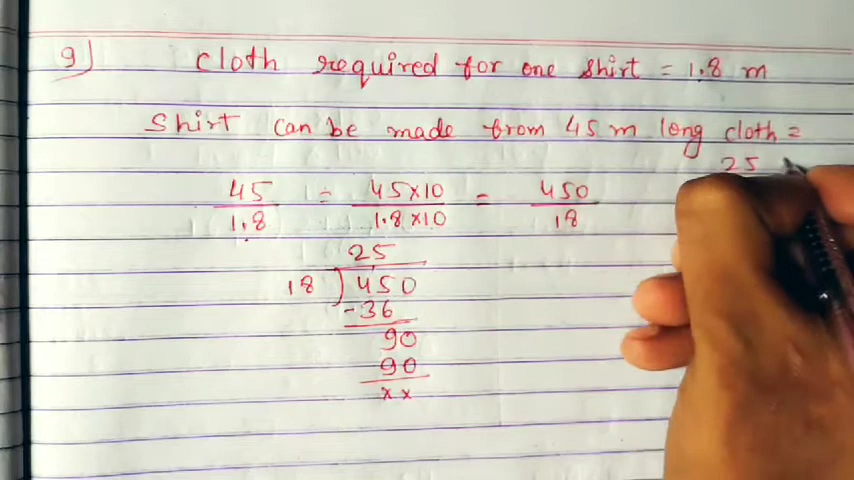 9) cloth required for one shirt = 1.8 m
Shirt can be made from 45 m long cloth =
25
45 / 1.8 = 45×10 / 1.8×10 = 450 / 18
25
18 ) 450
-36
90
90
××